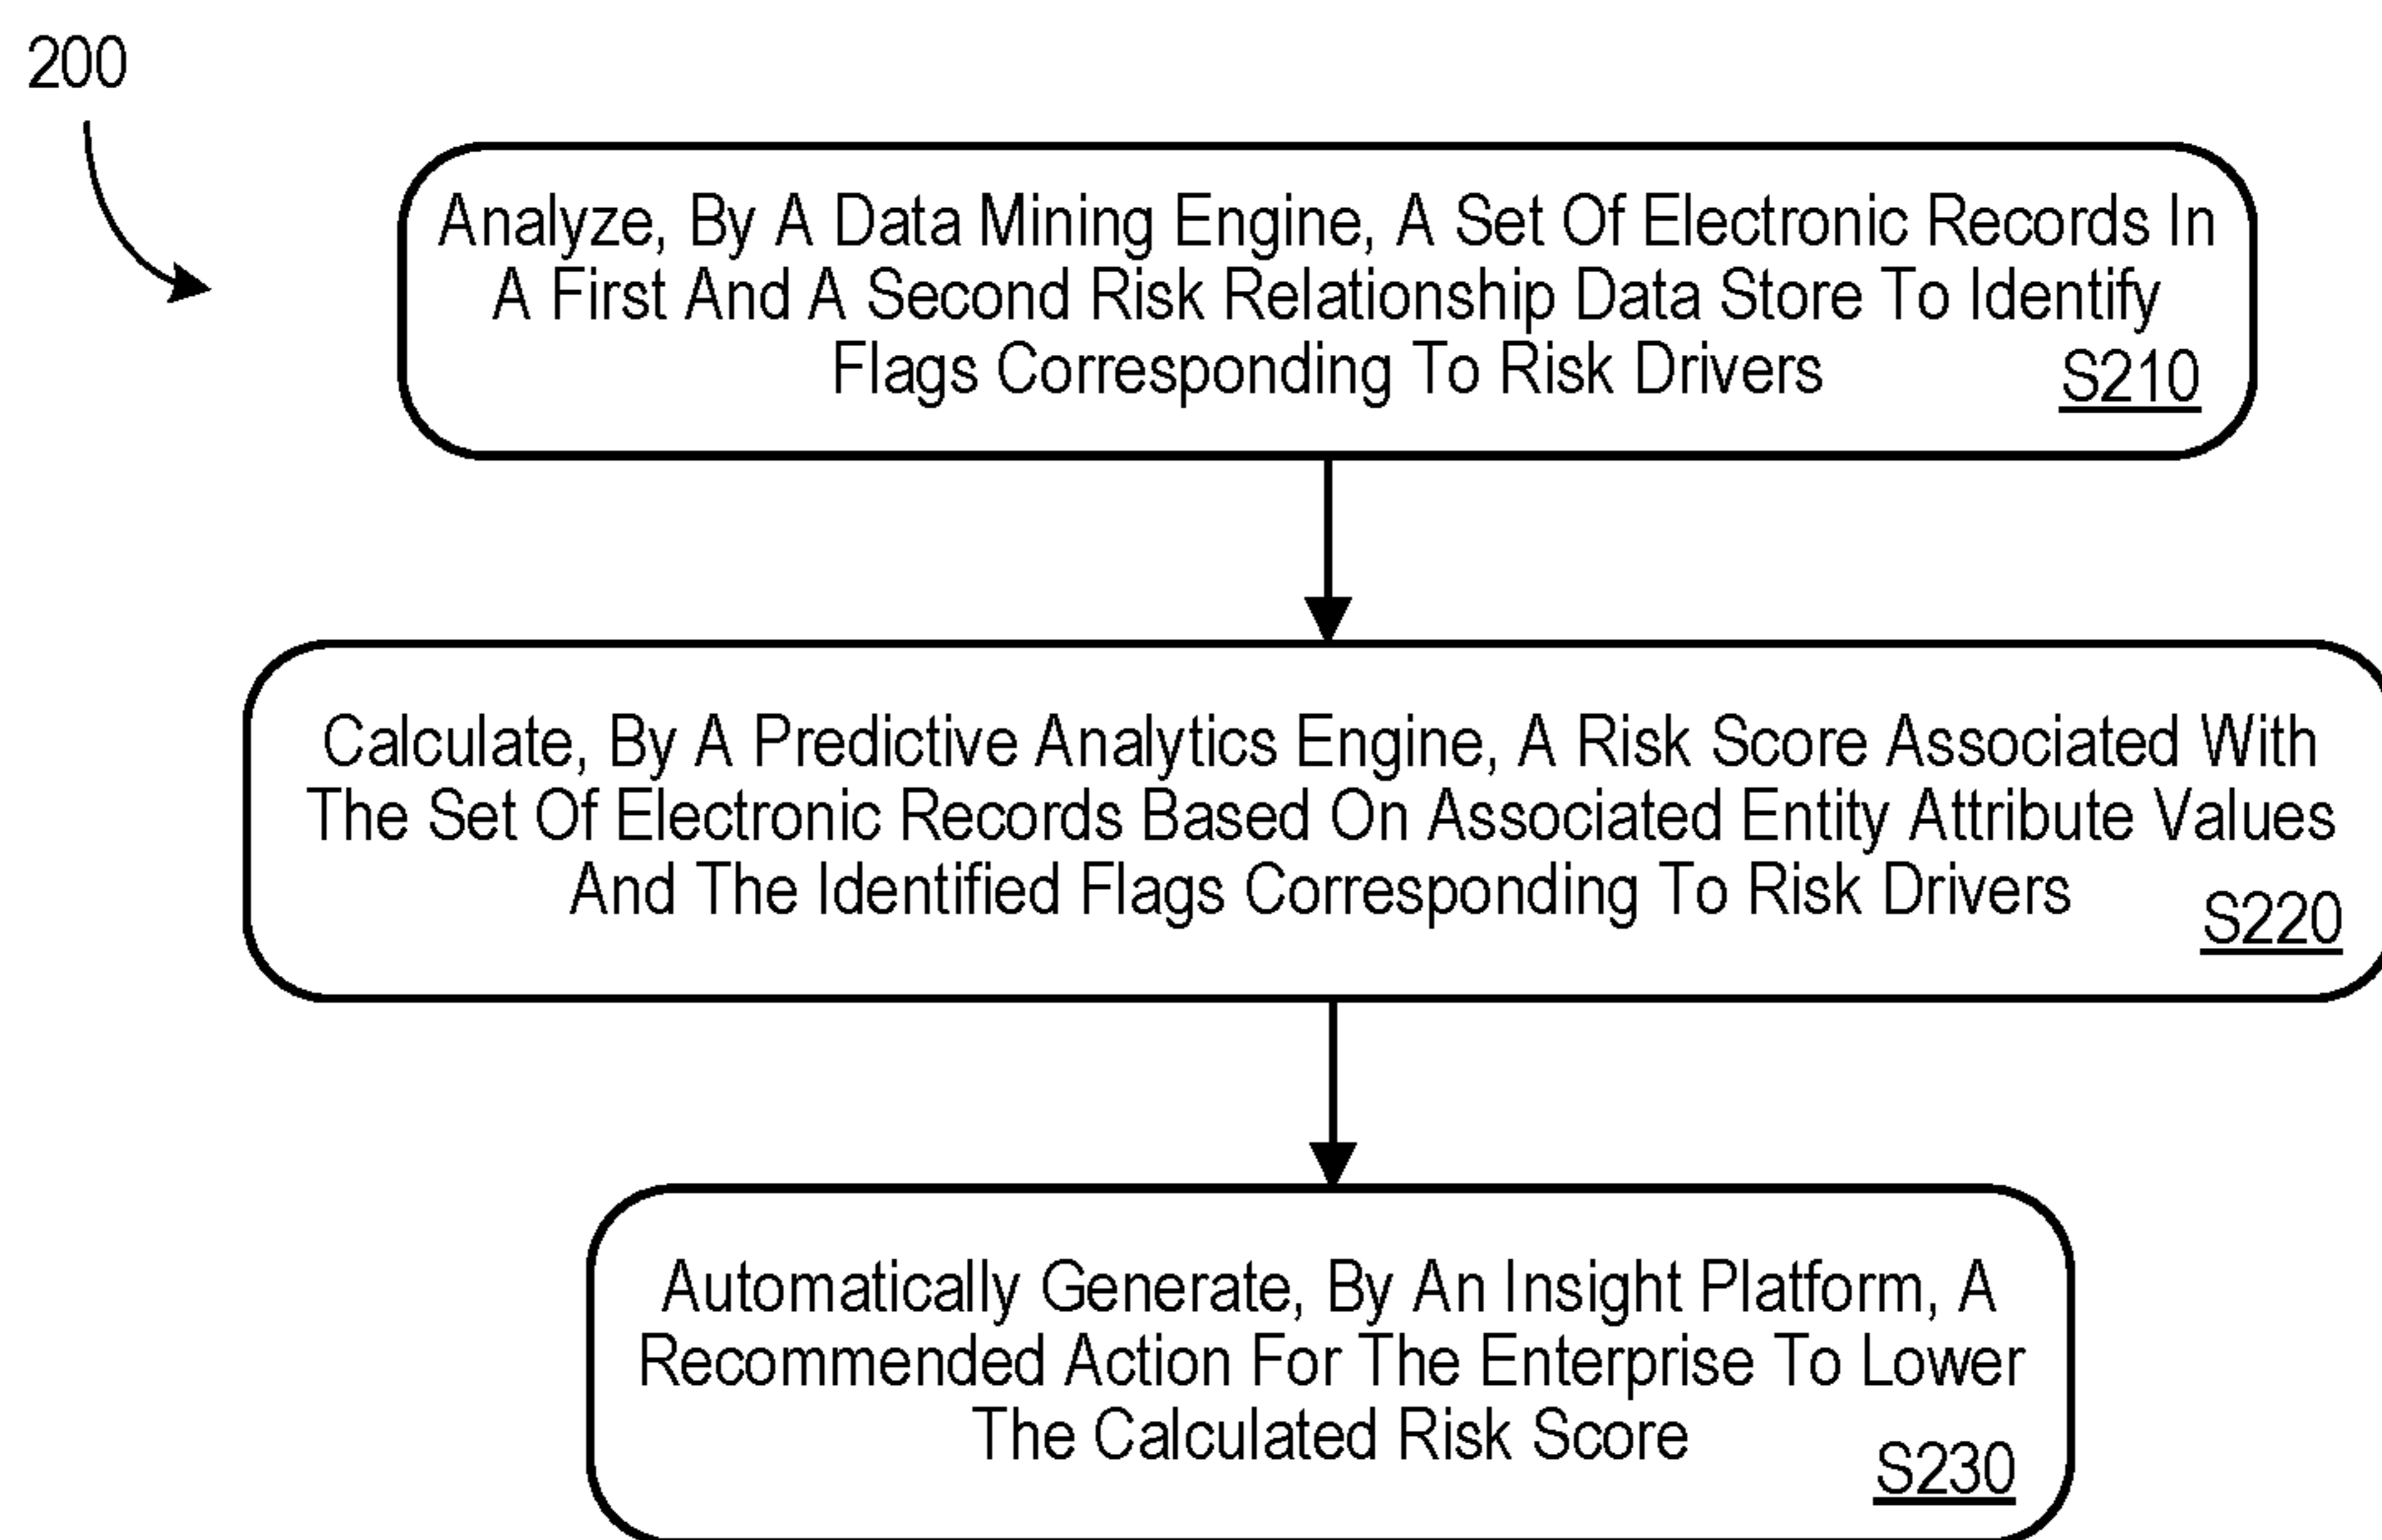 200
Analyze, By A Data Mining Engine, A Set Of Electronic Records In
A First And A Second Risk Relationship Data Store To Identify
Flags Corresponding To Risk Drivers
S210
Calculate, By A Predictive Analytics Engine, A Risk Score Associated With
The Set Of Electronic Records Based On Associated Entity Attribute Values
And The Identified Flags Corresponding To Risk Drivers
S220
Automatically Generate, By An Insight Platform, A
Recommended Action For The Enterprise To Lower
The Calculated Risk Score
S230